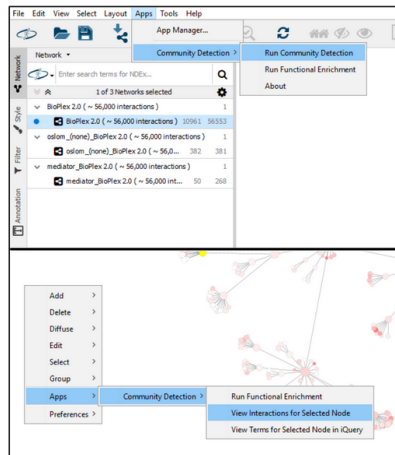 File Edit View Select Layout Apps Tools Help
App Manager...
Network
Community Detection
Run Community Detection
Enter search terms for NDEx...
Run Functional Enrichment
1 of 3 Networks selected
About
BioPlex 2.0 ( ~ 56,000 interactions) 1
BioPlex 2.0 ( ~ 56,000 interactions) 10961 56553
oslom_(none)_BioPlex 2.0 ( ~ 56,000 interactions) 1
oslom_(none)_BioPlex 2.0 ( ~ 56,0... 382 381
mediator_BioPlex 2.0 ( ~ 56,000 interactions) 1
mediator_BioPlex 2.0 ( ~ 56,000 int... 50 260
Network
Style
Filter
Annotation
Add
Delete
Diffuse
Edit
Select
Group
Apps
Community Detection
Run Functional Enrichment
Preferences
View Interactions for Selected Node
View Terms for Selected Node in iQuery